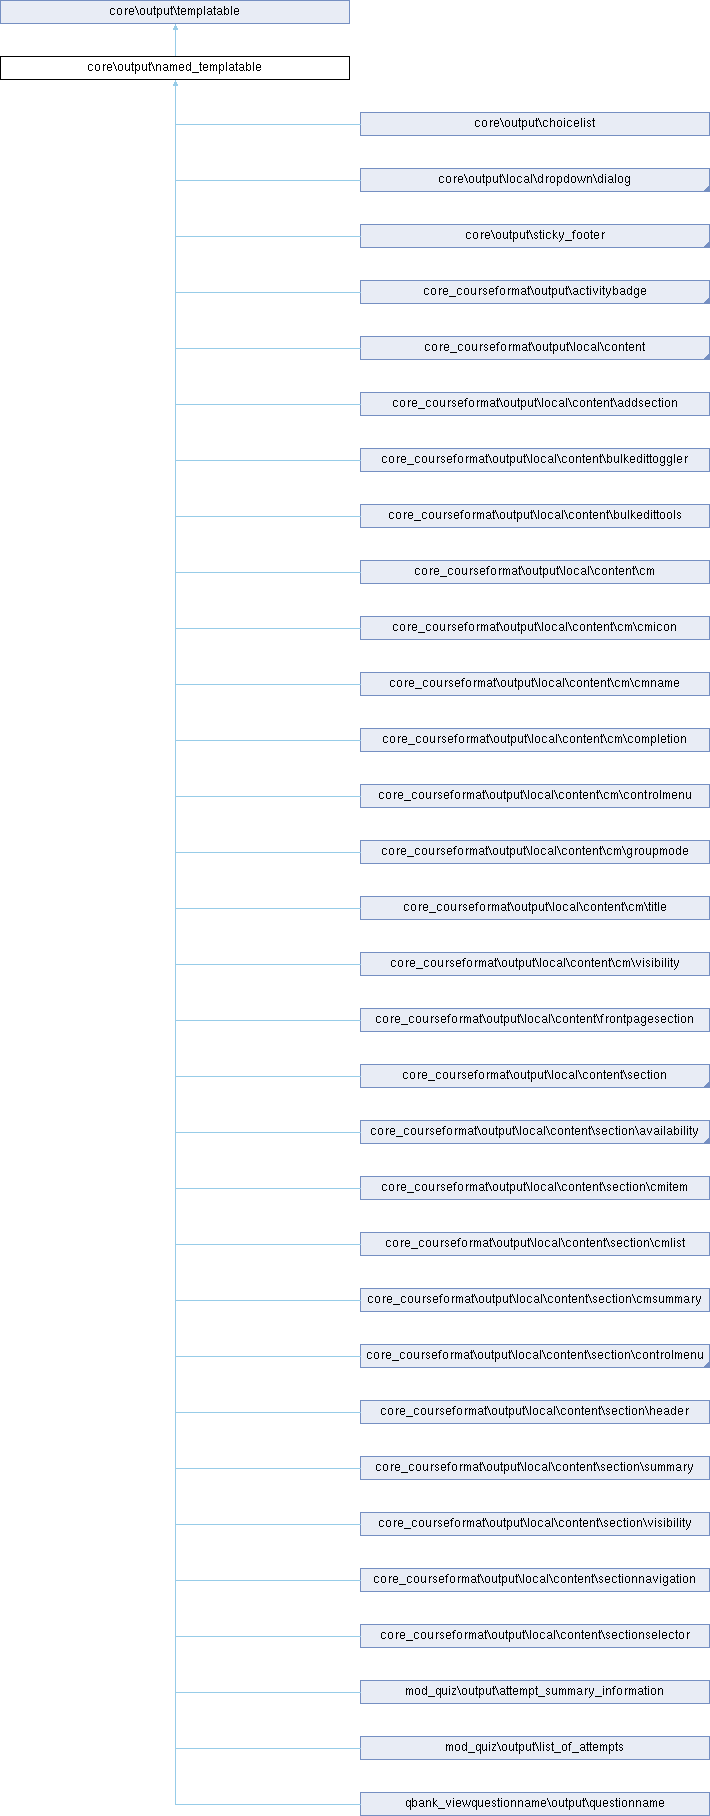 core\output\templatable
core\output\named_templatable
core\output\choicelist
core\output\local\dropdown\dialog
core\output\sticky_footer
core_courseformat\output\activitybadge
core_courseformat\output\local\content
core_courseformat\output\local\content\addsection
core_courseformat\output\local\content\bulkedittoggler
core_courseformat\output\local\content\bulkedittools
core_courseformat\output\local\content\cm
core_courseformat\output\local\content\cm\cmicon
core_courseformat\output\local\content\cm\cmname
core_courseformat\output\local\content\cm\completion
core_courseformat\output\local\content\cm\controlmenu
core_courseformat\output\local\content\cm\groupmode
core_courseformat\output\local\content\cm\title
core_courseformat\output\local\content\cm\visibility
core_courseformat\output\local\content\frontpagesection
core_courseformat\output\local\content\section
core_courseformat\output\local\content\section\availability
core_courseformat\output\local\content\section\cmitem
core_courseformat\output\local\content\section\cmlist
core_courseformat\output\local\content\section\cmsummary
core_courseformat\output\local\content\section\controlmenu
core_courseformat\output\local\content\section\header
core_courseformat\output\local\content\section\summary
core_courseformat\output\local\content\section\visibility
core_courseformat\output\local\content\sectionnavigation
core_courseformat\output\local\content\sectionselector
mod_quiz\output\attempt_summary_information
mod_quiz\output\list_of_attempts
qbank_viewquestionname\output\questionname